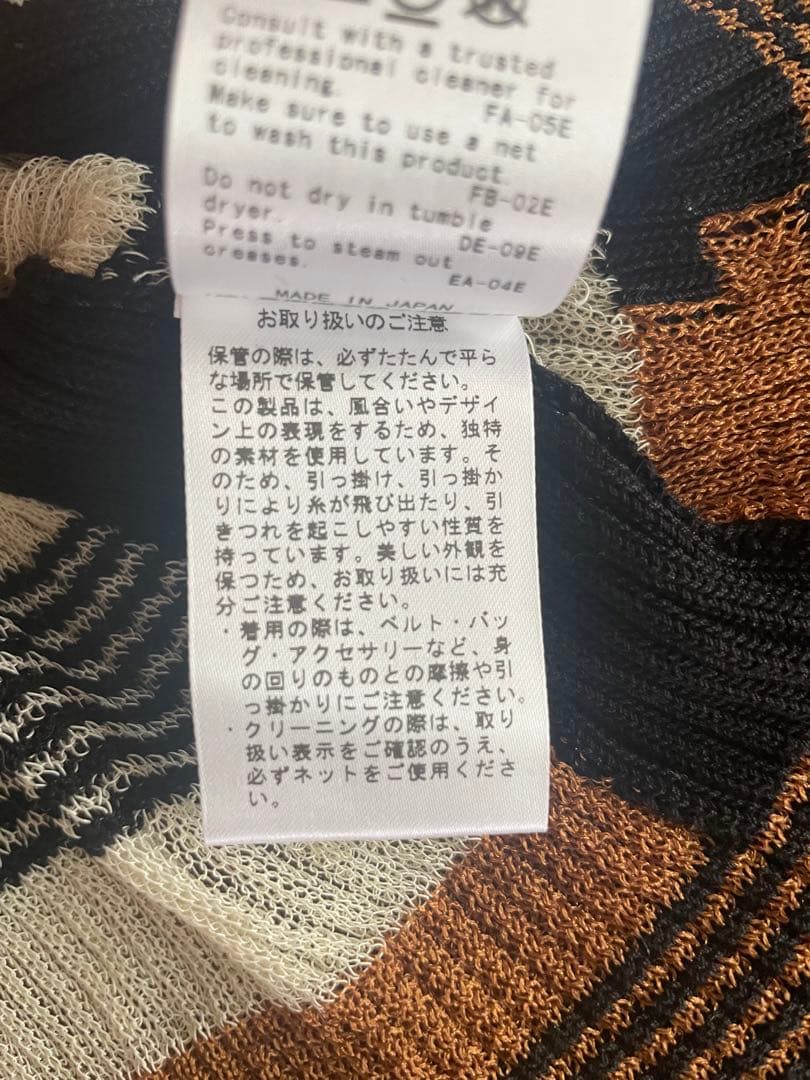 Consult with a trusted
professional cleaner for
cleaning.
FA-05E
Make sure to use a net
to wash this product
FB-02E
Do not dry in tumble
dryer.
DE-09E
Press to steam out
creases.
EA-04E
MADE IN JAPAN
お取り扱いのご注意
保管の際は、必ずたたんで平ら
な場所で保管してください。
この製品は、風合いやデザイ
ン上の表現をするため、独特
の素材を使用しています。そ
のため、引っ掛け、引っ掛か
りにより糸が飛び出たり、引
きつれを起こしやすい性質を
持っています。美しい外観を
保つため、お取り扱いには充
分ご注意ください。
・着用の際は、ベルト・バッ
グ・アクセサリーなど、身
の回りのものとの摩擦や引
っ掛かりにご注意ください。
・クリーニングの際は、取り
扱い表示をご確認のうえ、
必ずネットをご使用くださ
い。